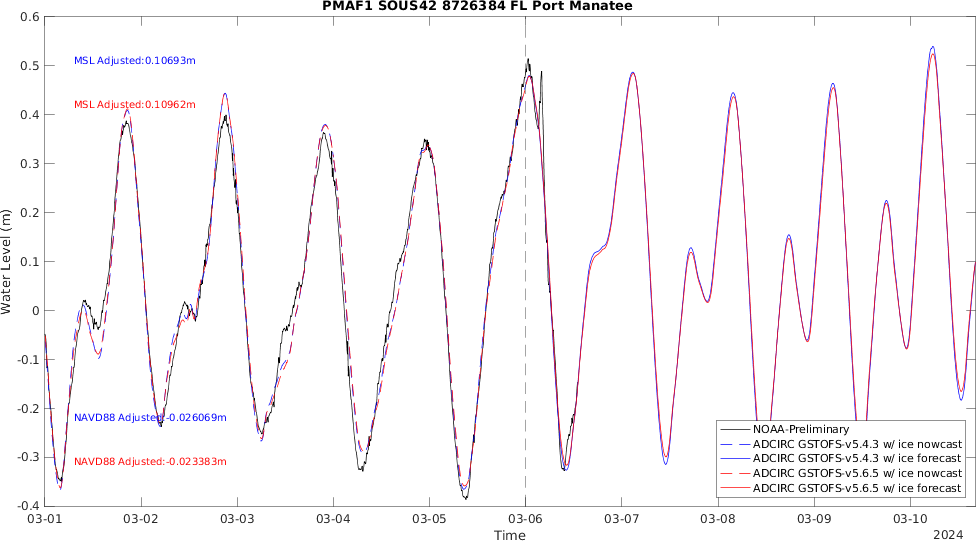 PMAF1 SOUS42 8726384 FL Port Manatee
0.6
0.5
0.4
0.3
0.2
0.1
0
-0.1
-0.2
-0.3
-0.4
Water Level (m)
MSL Adjusted:0.10693m
MSL Adjusted:0.10962m
NAVD88 Adjusted:-0.026069m
NAVD88 Adjusted:-0.023383m
NOAA-Preliminary
ADCIRC GSTOFS-v5.4.3 w/ ice nowcast
ADCIRC GSTOFS-v5.4.3 w/ ice forecast
ADCIRC GSTOFS-v5.6.5 w/ ice nowcast
ADCIRC GSTOFS-v5.6.5 w/ ice forecast
03-01 03-02 03-03 03-04 03-05 03-06 03-07 03-08 03-09 03-10
Time
2024